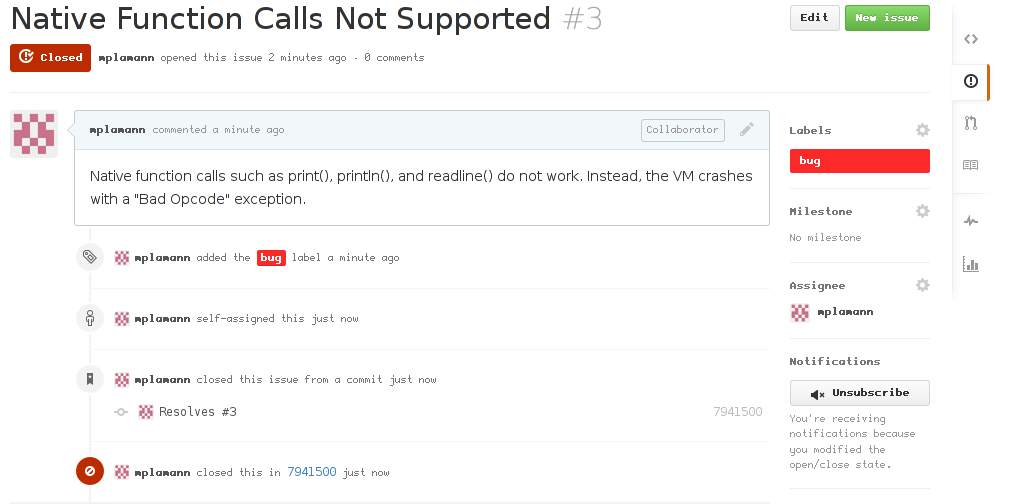 Native Function Calls Not Supported #3
Edit
New issue
Closed
mplamann opened this issue 2 minutes ago · 0 comments
mplamann commented a minute ago
Collaborator
Native function calls such as print(), println(), and readline() do not work. Instead, the VM crashes
with a "Bad Opcode" exception.
mplamann added the bug label a minute ago
mplamann self-assigned this just now
mplamann closed this issue from a commit just now
Resolves #3
7941500
mplamann closed this in 7941500 just now
Labels
bug
Milestone
No milestone
Assignee
mplamann
Notifications
Unsubscribe
You're receiving
notifications because
you modified the
open/close state.